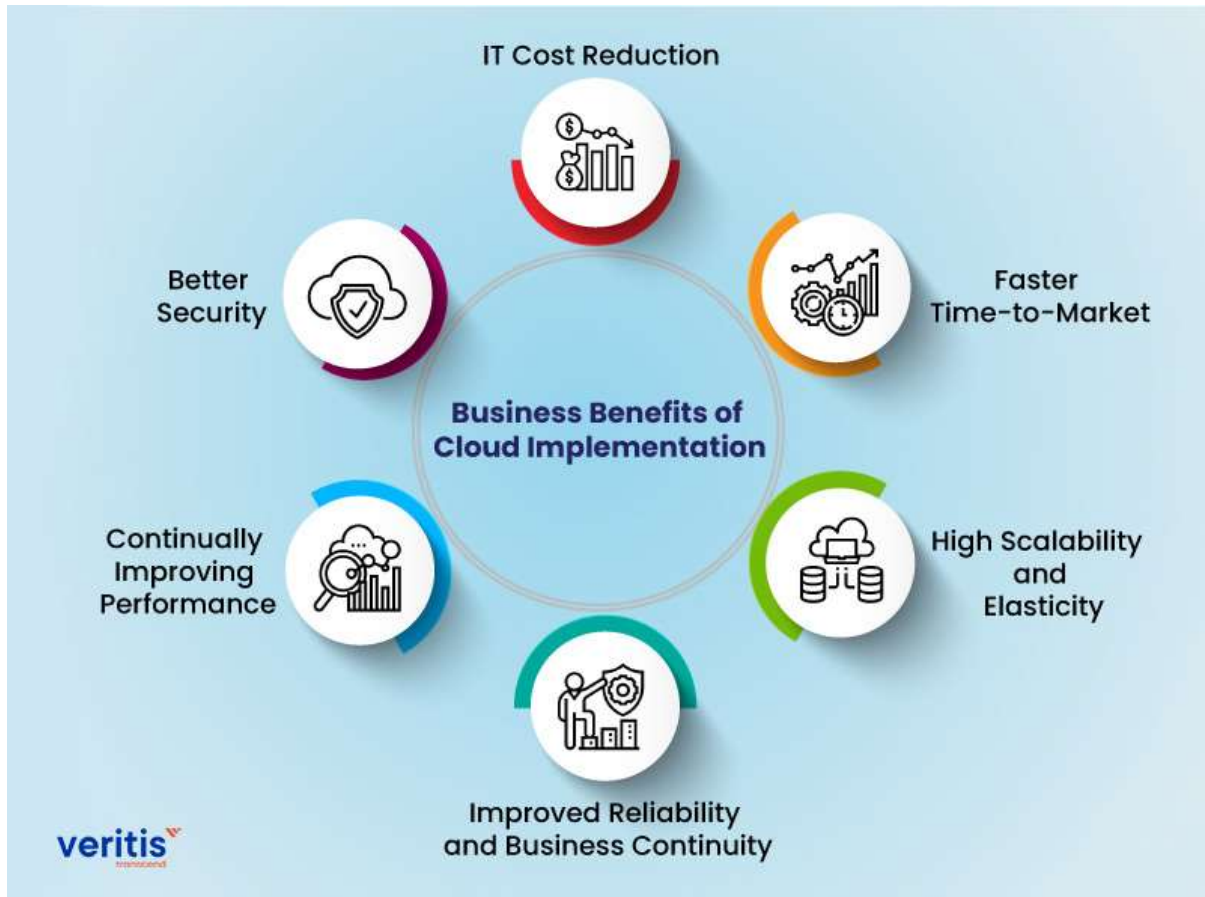 IT Cost Reduction
Better
Security
Faster
Time-to-Market
Business Benefits of
Cloud Implementation
Continually
Improving
Performance
High Scalability
and
Elasticity
Improved Reliability
and Business Continuity
veritis
transcend